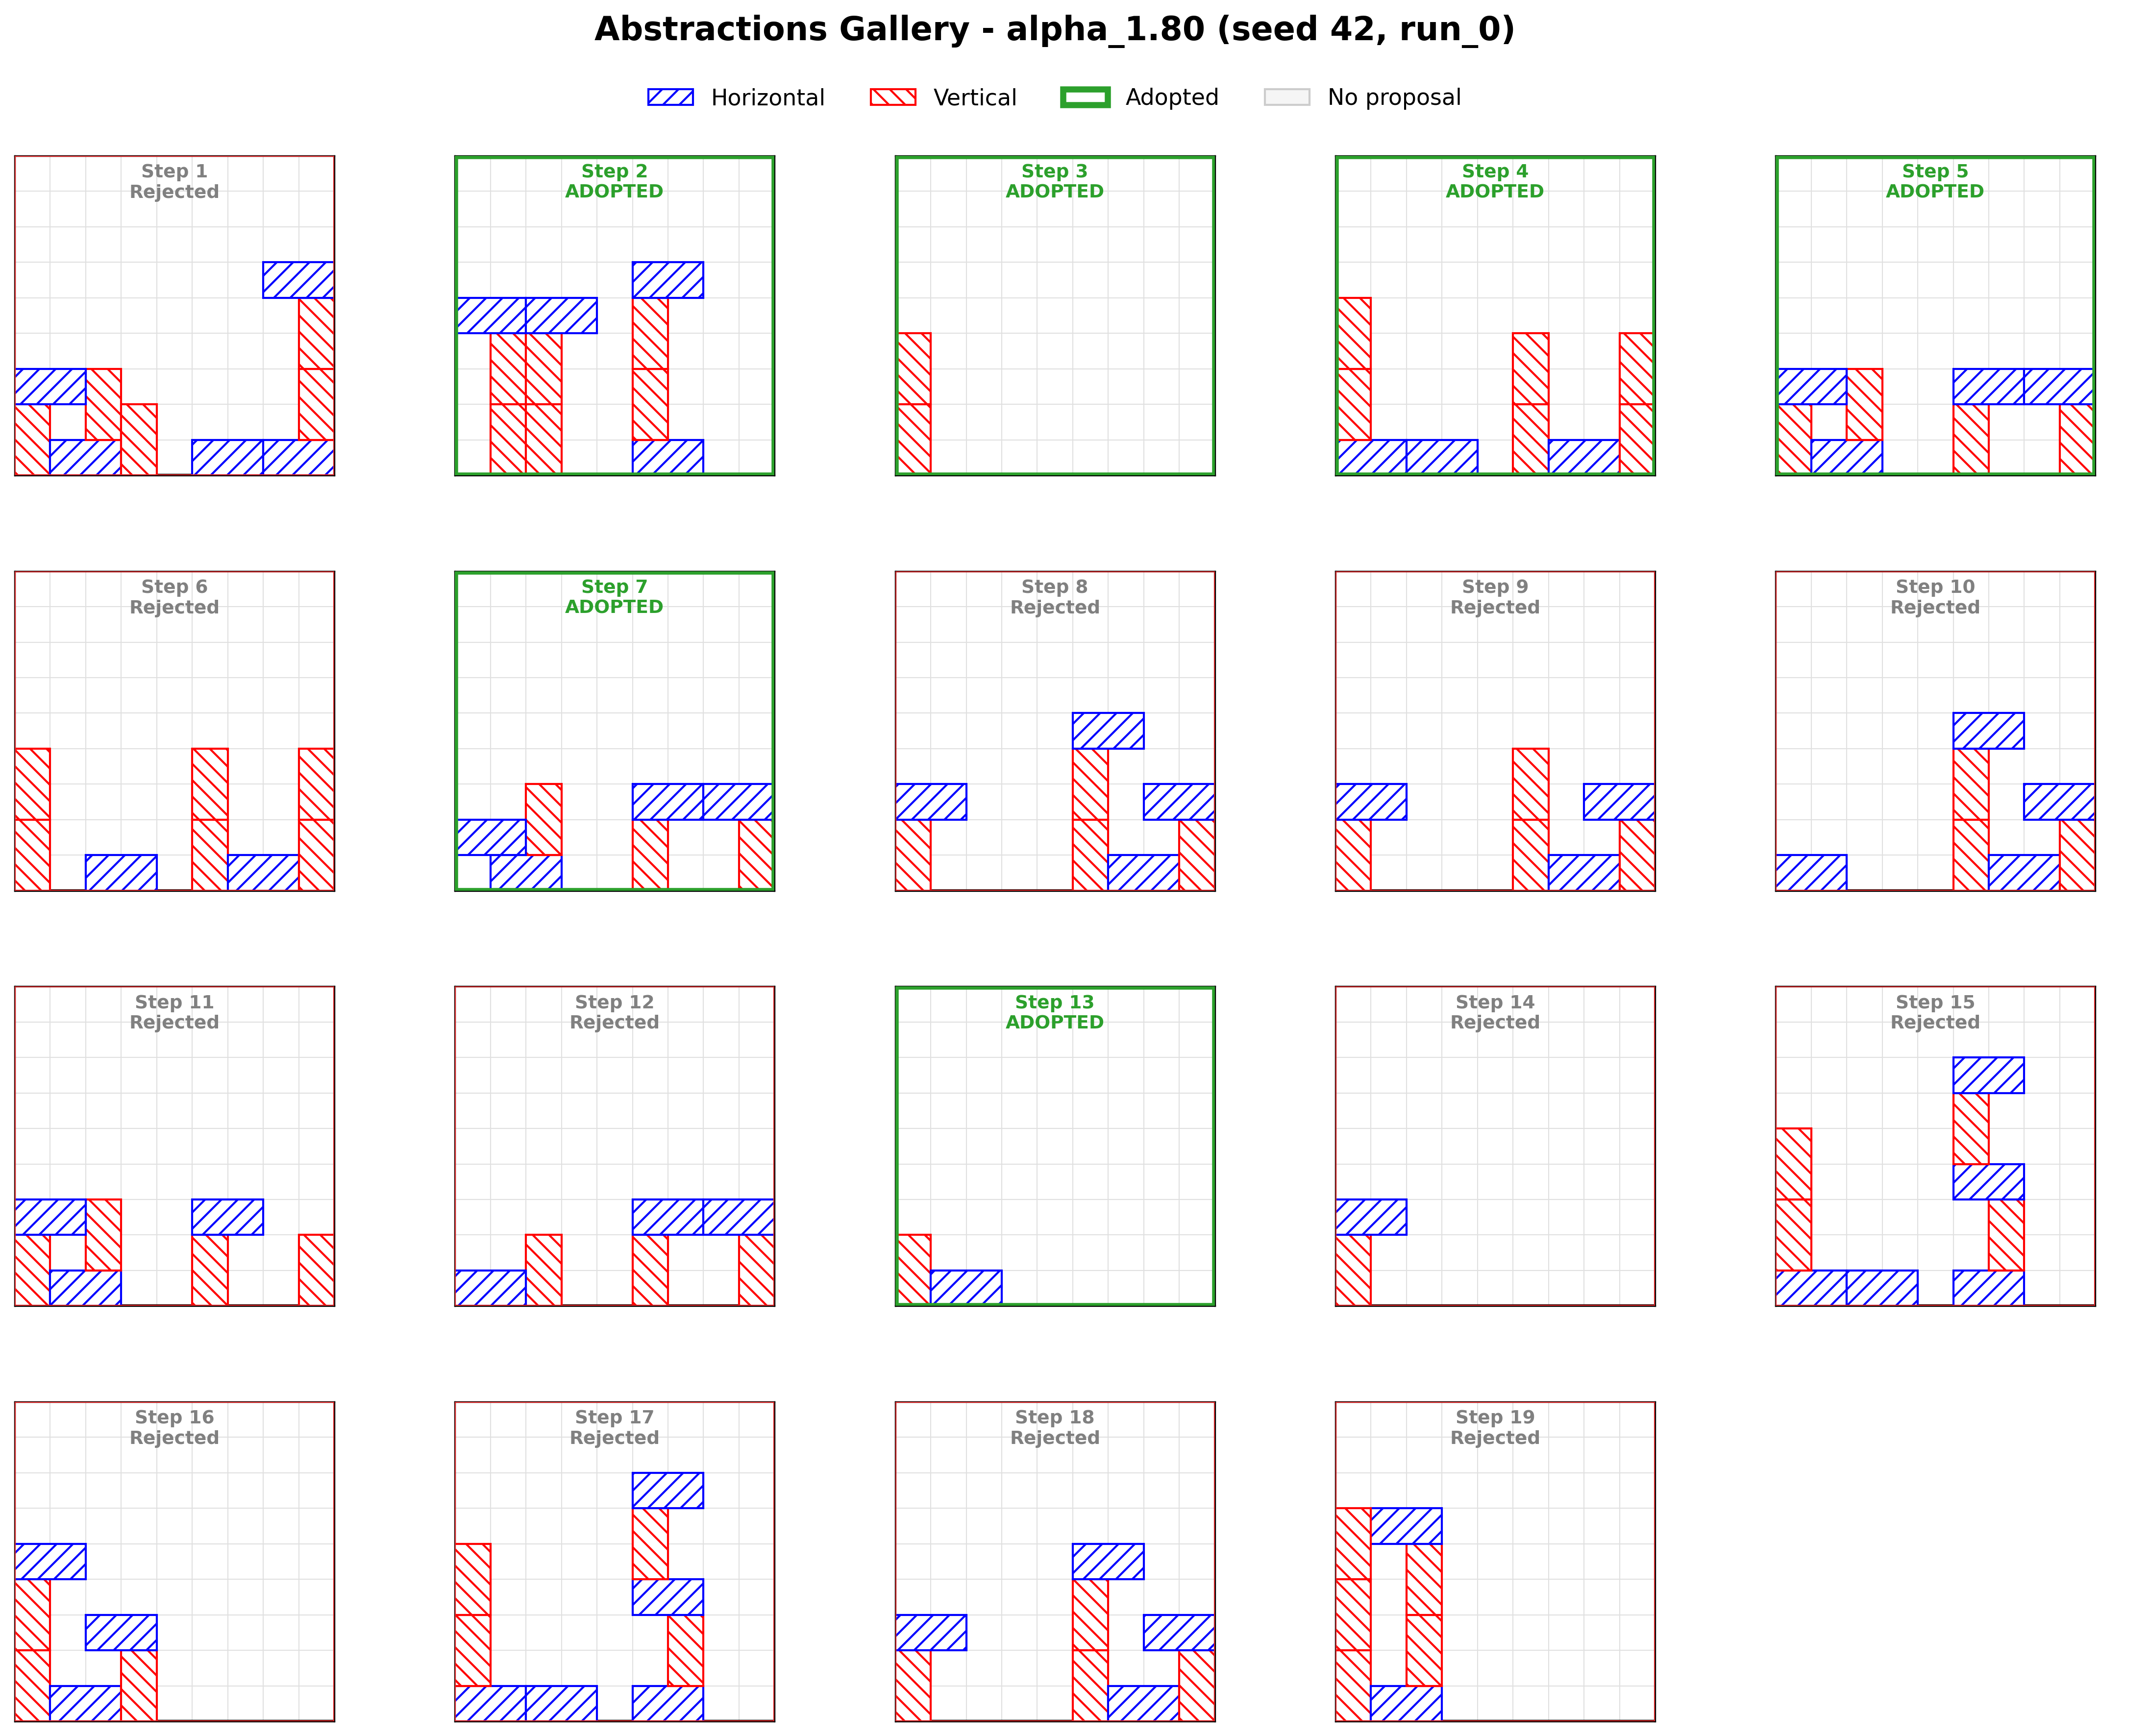 Abstractions Gallery - alpha_1.80 (seed 42, run_0)
Horizontal Vertical Adopted No proposal
Step 1
Rejected
Step 2
ADOPTED
Step 3
ADOPTED
Step 4
ADOPTED
Step 5
ADOPTED
Step 6
Rejected
Step 7
ADOPTED
Step 8
Rejected
Step 9
Rejected
Step 10
Rejected
Step 11
Rejected
Step 12
Rejected
Step 13
ADOPTED
Step 14
Rejected
Step 15
Rejected
Step 16
Rejected
Step 17
Rejected
Step 18
Rejected
Step 19
Rejected